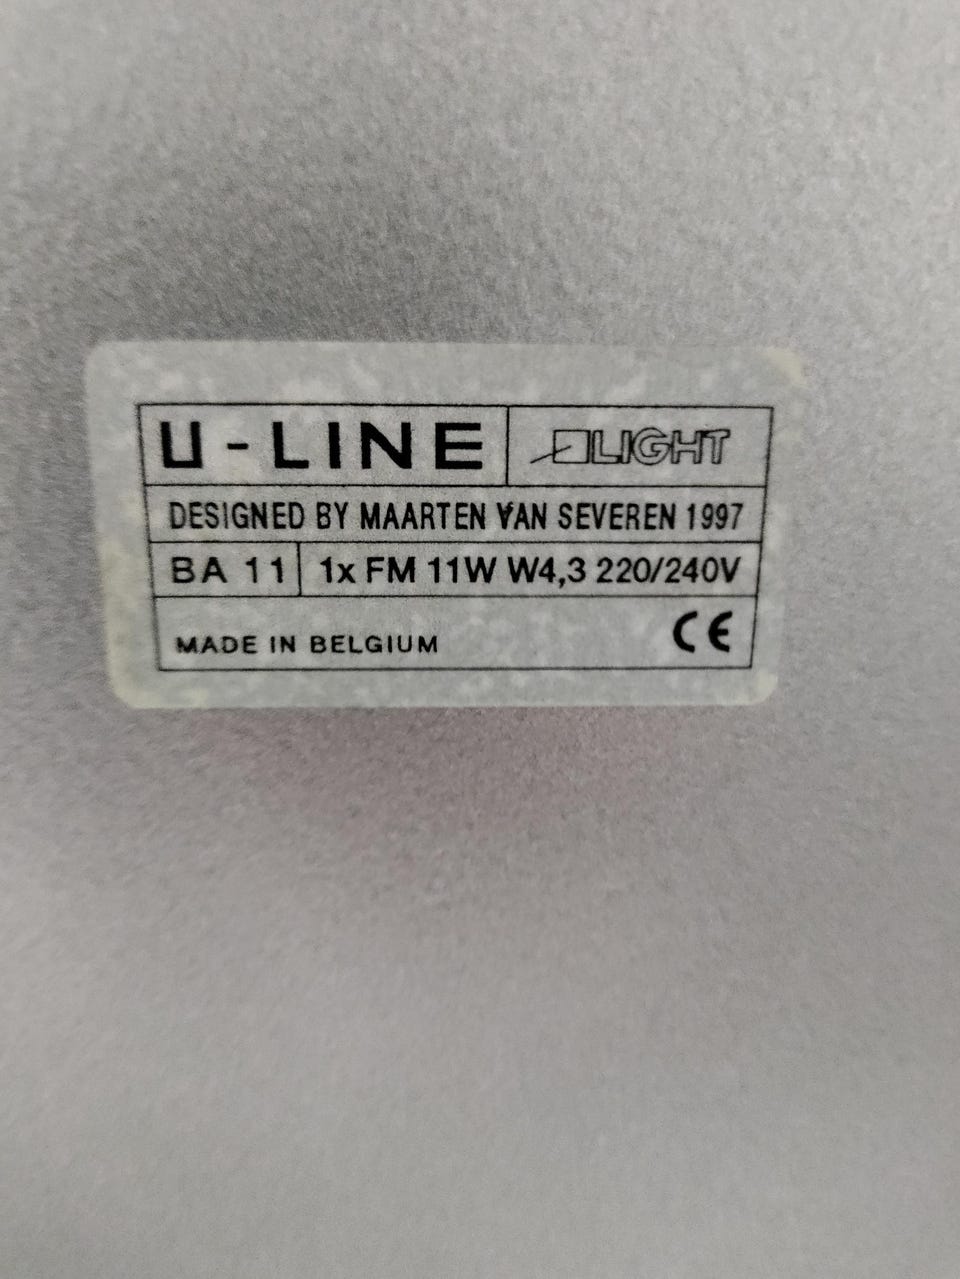 U-LINE
LIGHT
DESIGNED BY MAARTEN VAN SEVEREN 1997
BA 11 1x FM 11W W4,3 220/240V
MADE IN BELGIUM CE